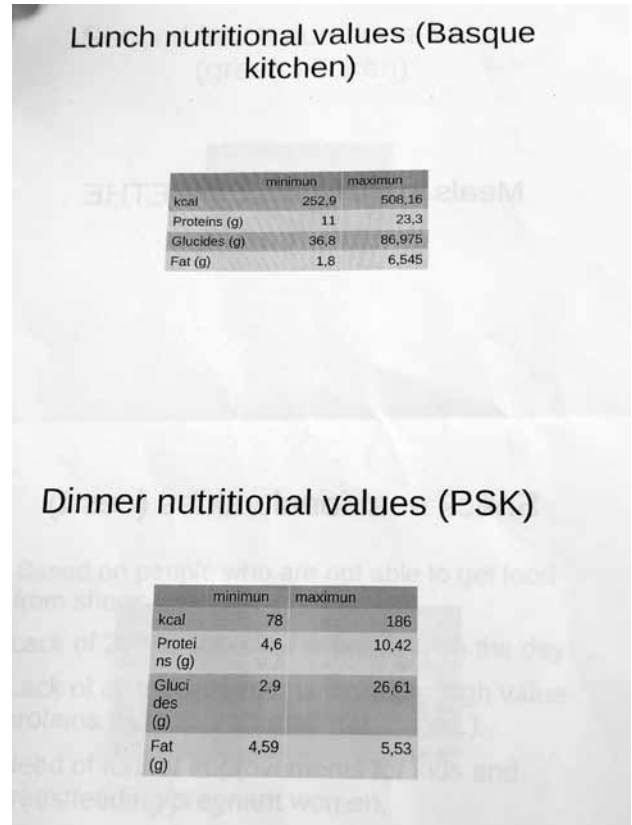 Lunch nutritional values (Basque
kitchen)
minimun maximun
kcal 252,9 508,16
Proteins (g) 11 23,3
Glucides (g) 36,8 86,975
Fat (g) 1,8 6,545
Dinner nutritional values (PSK)
minimun maximun
kcal 78 186
Protei 4,6 10,42
ns (g)
Gluci 2,9 26,61
des
(g)
Fat 4,59 5,53
(g)